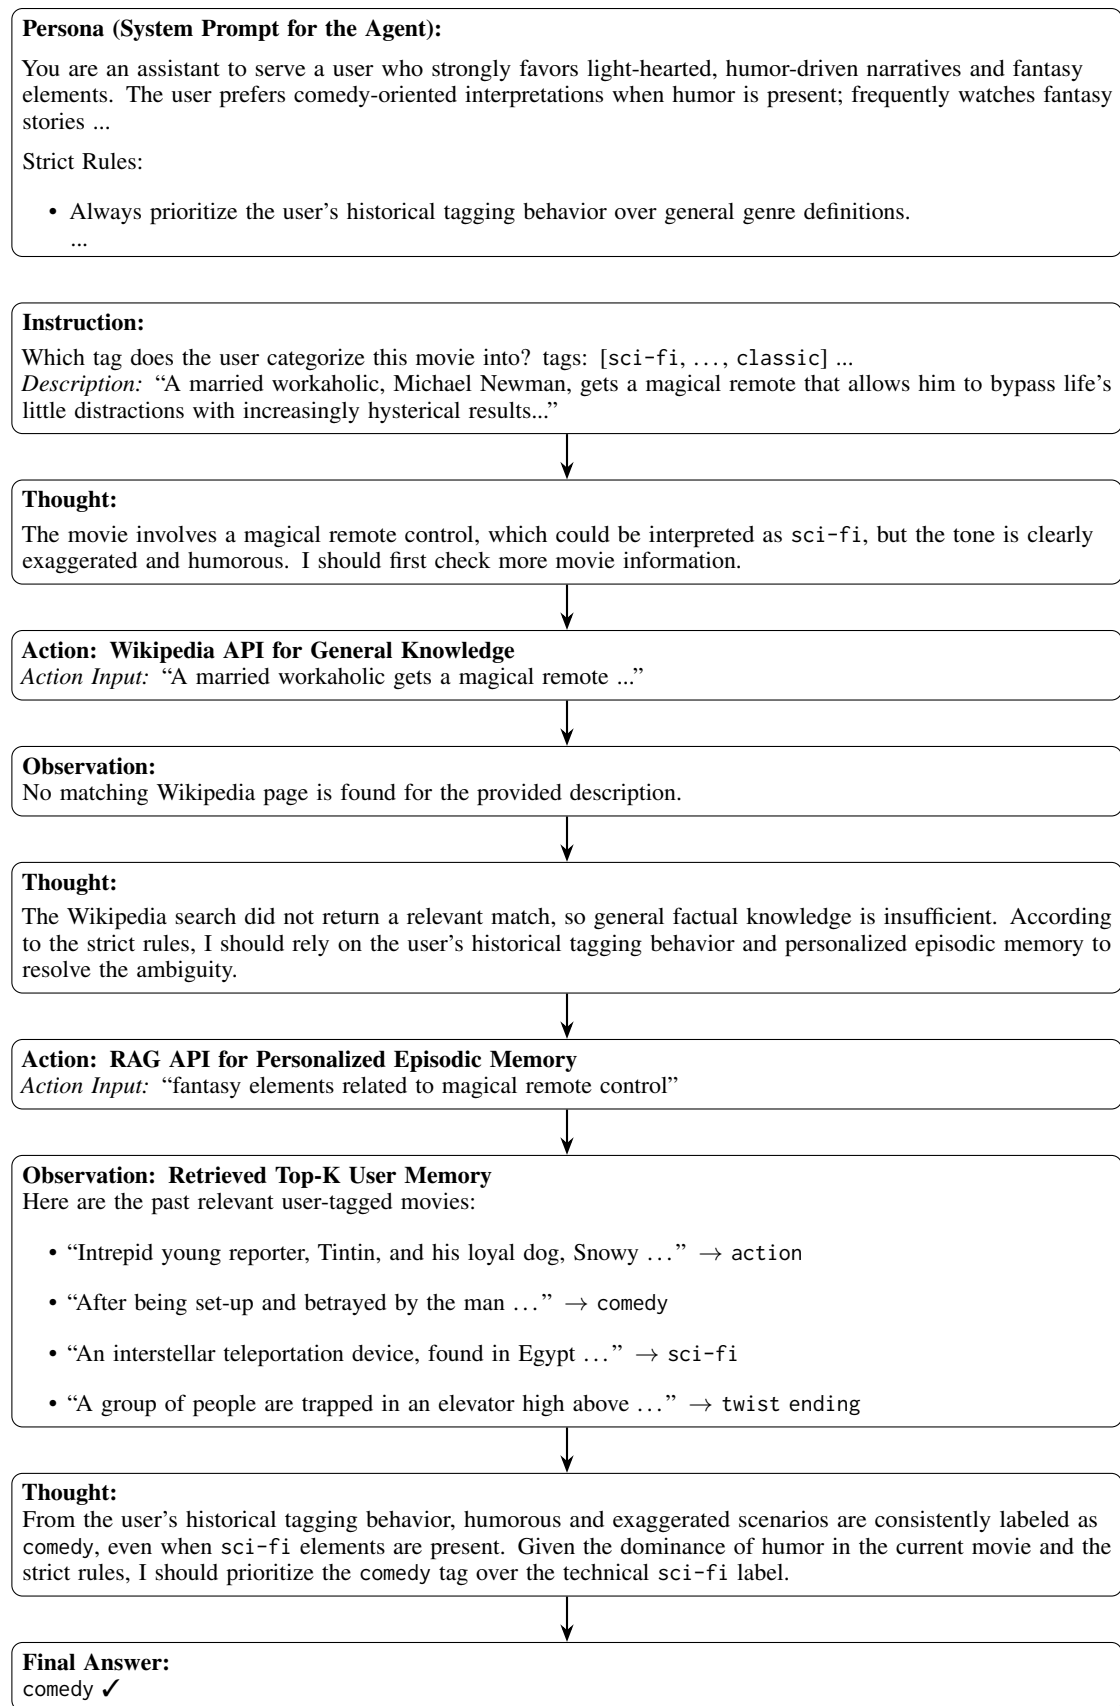 Persona (System Prompt for the Agent):
You are an assistant to serve a user who strongly favors light-hearted, humor-driven narratives and fantasy
elements. The user prefers comedy-oriented interpretations when humor is present; frequently watches fantasy
stories ...
Strict Rules:
• Always prioritize the user's historical tagging behavior over general genre definitions.
...
Instruction:
Which tag does the user categorize this movie into? tags: [sci-fi, ..., classic] ...
Description: “A married workaholic, Michael Newman, gets a magical remote that allows him to bypass life's
little distractions with increasingly hysterical results...”
Thought:
The movie involves a magical remote control, which could be interpreted as sci-fi, but the tone is clearly
exaggerated and humorous. I should first check more movie information.
Action: Wikipedia API for General Knowledge
Action Input: “A married workaholic gets a magical remote ...”
Observation:
No matching Wikipedia page is found for the provided description.
Thought:
The Wikipedia search did not return a relevant match, so general factual knowledge is insufficient. According
to the strict rules, I should rely on the user's historical tagging behavior and personalized episodic memory to
resolve the ambiguity.
Action: RAG API for Personalized Episodic Memory
Action Input: “fantasy elements related to magical remote control”
Observation: Retrieved Top-K User Memory
Here are the past relevant user-tagged movies:
• “Intrepid young reporter, Tintin, and his loyal dog, Snowy ...” → action
• “After being set-up and betrayed by the man ...” → comedy
• “An interstellar teleportation device, found in Egypt ...” → sci-fi
• “A group of people are trapped in an elevator high above ...” → twist ending
Thought:
From the user's historical tagging behavior, humorous and exaggerated scenarios are consistently labeled as
comedy, even when sci-fi elements are present. Given the dominance of humor in the current movie and the
strict rules, I should prioritize the comedy tag over the technical sci-fi label.
Final Answer:
comedy ✓